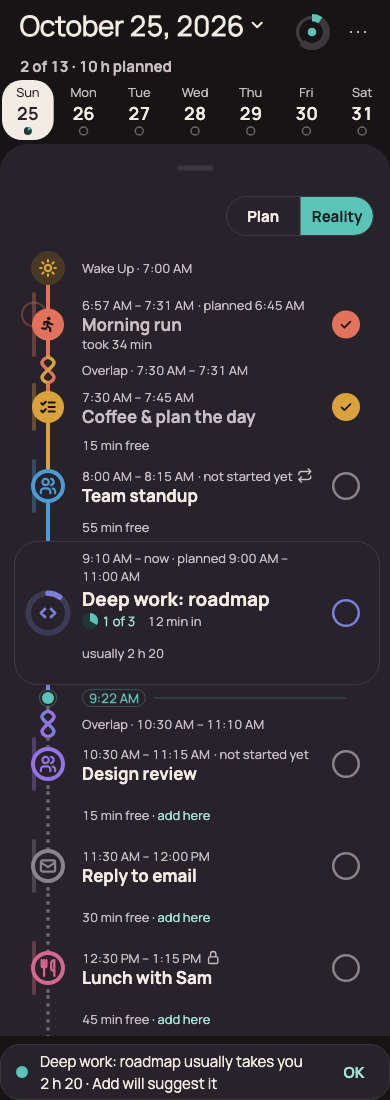 October 25, 2026
2 of 13 · 10 h planned
Sun Mon Tue Wed Thu Fri Sat
25 26 27 28 29 30 31
Plan Reality
Wake Up · 7:00 AM
6:57 AM – 7:31 AM · planned 6:45 AM
Morning run
took 34 min
Overlap · 7:30 AM – 7:31 AM
7:30 AM – 7:45 AM
Coffee & plan the day
15 min free
8:00 AM – 8:15 AM · not started yet
Team standup
55 min free
9:10 AM – now · planned 9:00 AM –
11:00 AM
Deep work: roadmap
1 of 3 12 min in
usually 2 h 20
9:22 AM
Overlap · 10:30 AM – 11:10 AM
10:30 AM – 11:15 AM · not started yet
Design review
15 min free · add here
11:30 AM – 12:00 PM
Reply to email
30 min free · add here
12:30 PM – 1:15 PM
Lunch with Sam
45 min free · add here
Deep work: roadmap usually takes you
2 h 20 · Add will suggest it
OK